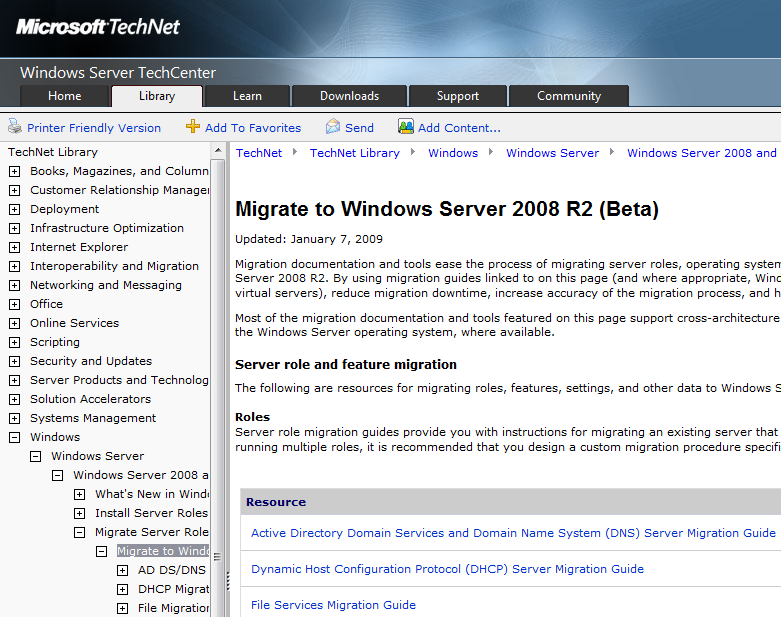 Microsoft TechNet
Windows Server TechCenter
Home Library Learn Downloads Support Community
Printer Friendly Version Add To Favorites Send Add Content...
TechNet Library
Books, Magazines, and Column
Customer Relationship Manager
Deployment
Infrastructure Optimization
Internet Explorer
Interoperability and Migration
Networking and Messaging
Office
Online Services
Scripting
Security and Updates
Server Products and Technolog
Solution Accelerators
Systems Management
Windows
Windows Server
Windows Server 2008 a
What's New in Windo
Install Server Roles
Migrate Server Role
Migrate to Windo
AD DS/DNS
DHCP Migrat
File Migration
TechNet TechNet Library Windows Windows Server Windows Server 2008 and
Migrate to Windows Server 2008 R2 (Beta)
Updated: January 7, 2009
Migration documentation and tools ease the process of migrating server roles, operating system
Server 2008 R2. By using migration guides linked to on this page (and where appropriate, Wind
virtual servers), reduce migration downtime, increase accuracy of the migration process, and h
Most of the migration documentation and tools featured on this page support cross-architecture
the Windows Server operating system, where available.
Server role and feature migration
The following are resources for migrating roles, features, settings, and other data to Windows S
Roles
Server role migration guides provide you with instructions for migrating an existing server that
running multiple roles, it is recommended that you design a custom migration procedure specifi
Resource
Active Directory Domain Services and Domain Name System (DNS) Server Migration Guide
Dynamic Host Configuration Protocol (DHCP) Server Migration Guide
File Services Migration Guide